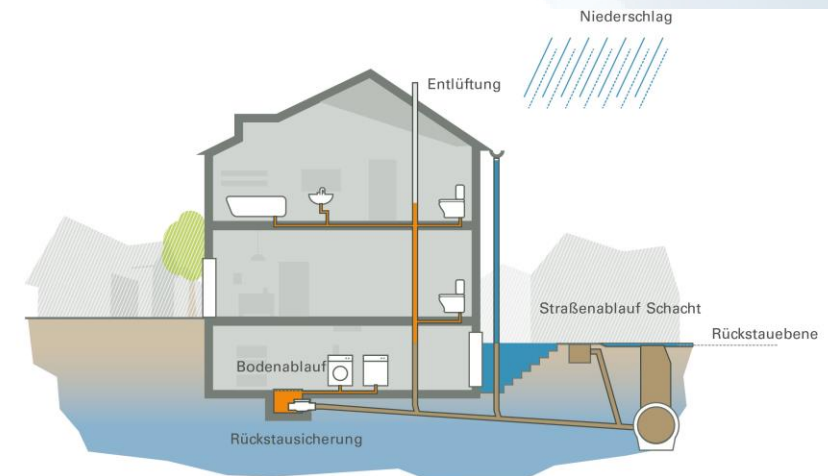 Niederschlag
Entlüftung
Straßenablauf Schacht
Rückstauebene
Bodenablauf
Rückstausicherung